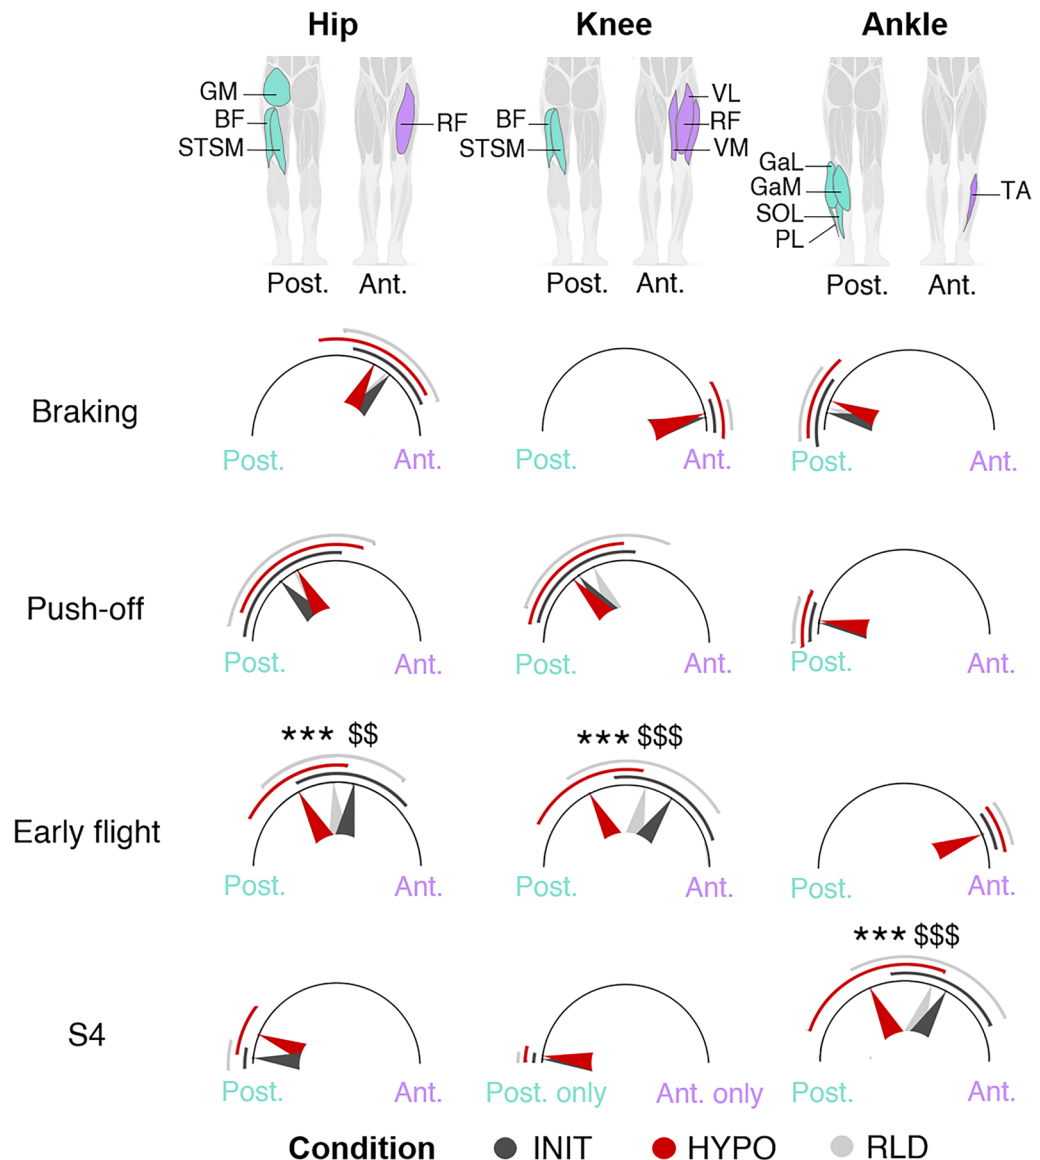 Hip Knee Ankle
GM
BF
STSM
RF
BF
STSM
VL
RF
VM
GaL
GaM
SOL
PL
TA
Post. Ant. Post. Ant. Post. Ant.
Braking
Post. Ant. Post. Ant. Post. Ant.
Push-off
Post. Ant. Post. Ant. Post. Ant.
*** $$ *** $$$
Early flight
Post. Ant. Post. Ant. Post. Ant.
*** $$$
S4
Post. Ant. Post. only Ant. only Post. Ant.
Condition INIT HYPO RLD